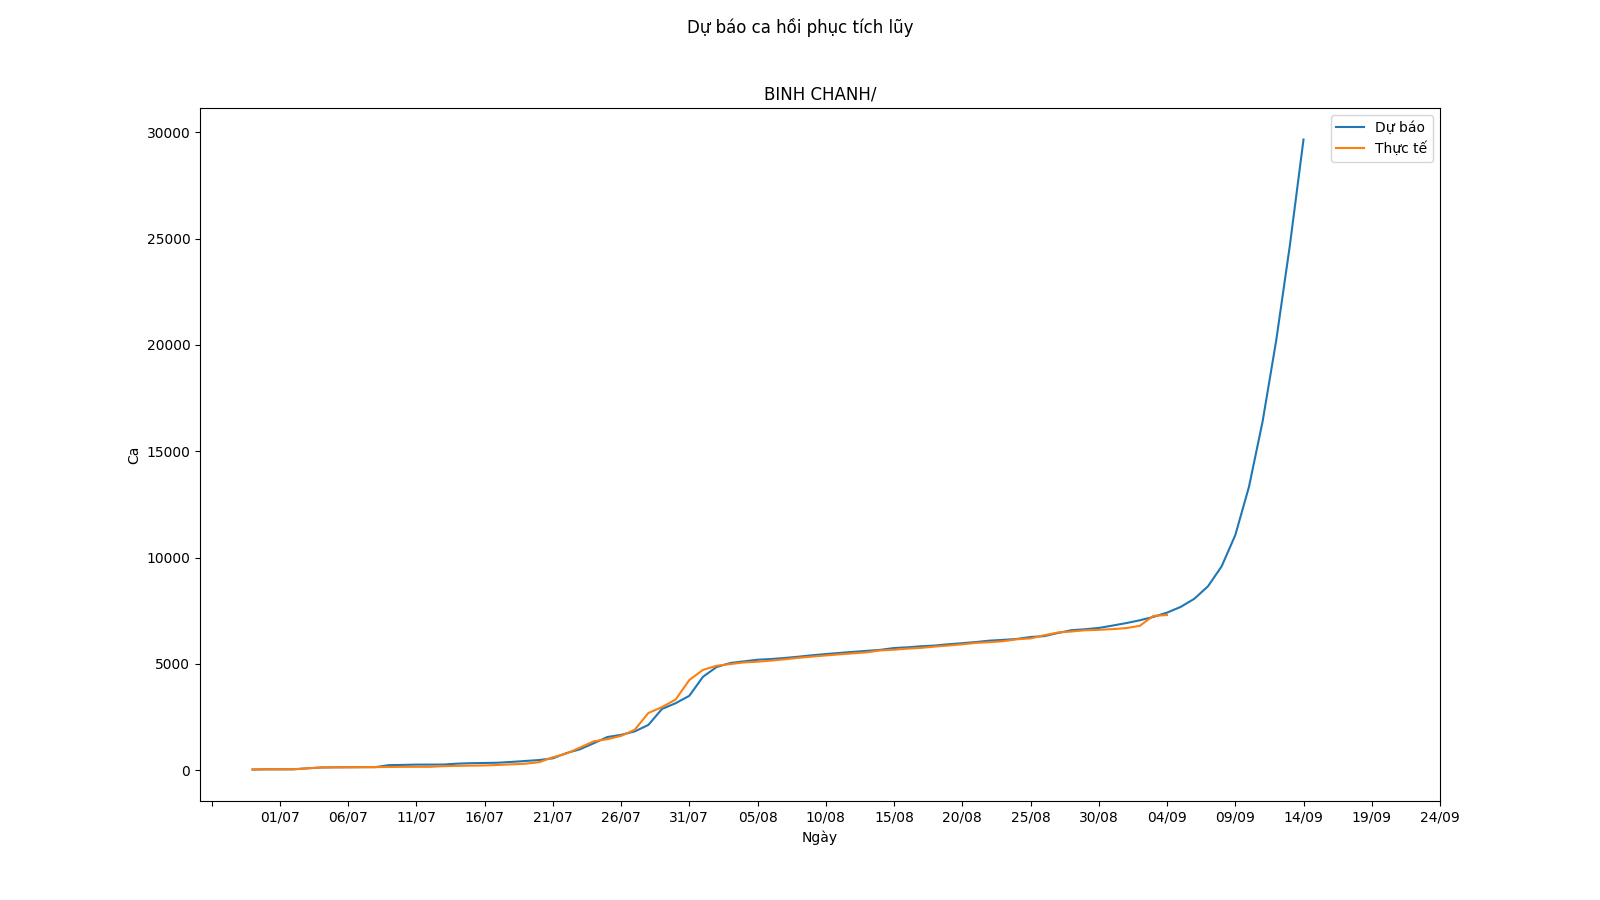 Dự báo ca hồi phục tích lũy
BINH CHANH/
Dự báo
Thực tế
30000
25000
20000
15000
10000
5000
0
Ca
01/07 06/07 11/07 16/07 21/07 26/07 31/07 05/08 10/08 15/08 20/08 25/08 30/08 04/09 09/09 14/09 19/09 24/09
Ngày